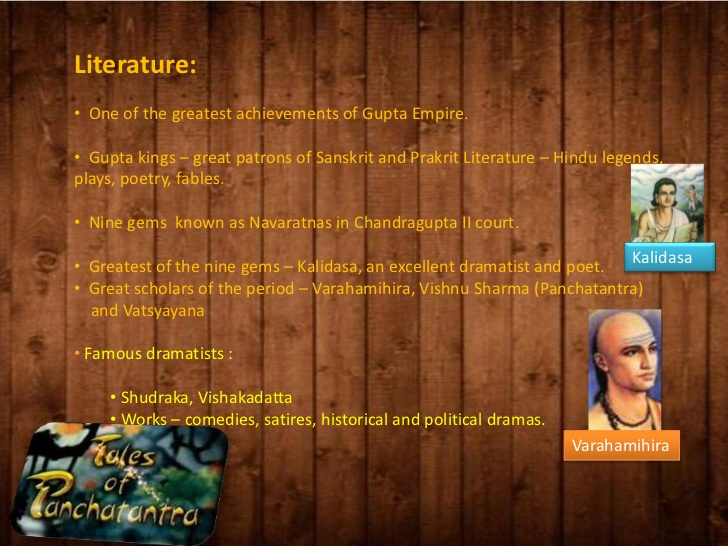 Literature:
• One of the greatest achievements of Gupta Empire.
• Gupta kings – great patrons of Sanskrit and Prakrit Literature – Hindu legends,
plays, poetry, fables.
• Nine gems known as Navaratnas in Chandragupta II court.
• Greatest of the nine gems – Kalidasa, an excellent dramatist and poet.
• Great scholars of the period – Varahamihira, Vishnu Sharma (Panchatantra)
and Vatsyayana
• Famous dramatists :
• Shudraka, Vishakadatta
• Works – comedies, satires, historical and political dramas.
Kalidasa
Varahamihira
Tales
of
Panchatantra